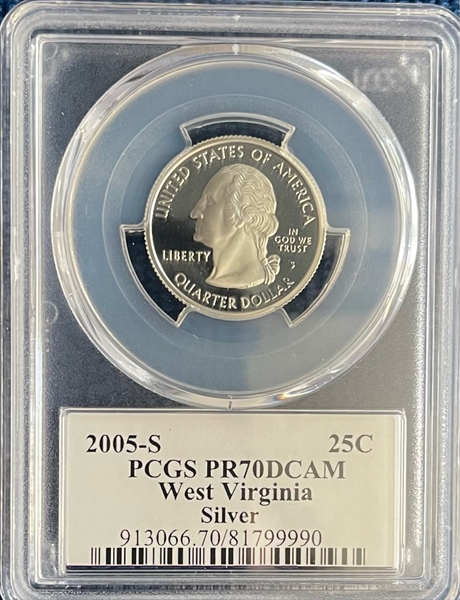 UNITED STATES OF AMERICA
LIBERTY
IN
GOD WE
TRUST
S
QUARTER DOLLAR
2005-S 25C
PCGS PR70DCAM
West Virginia
Silver
913066.70/81799990